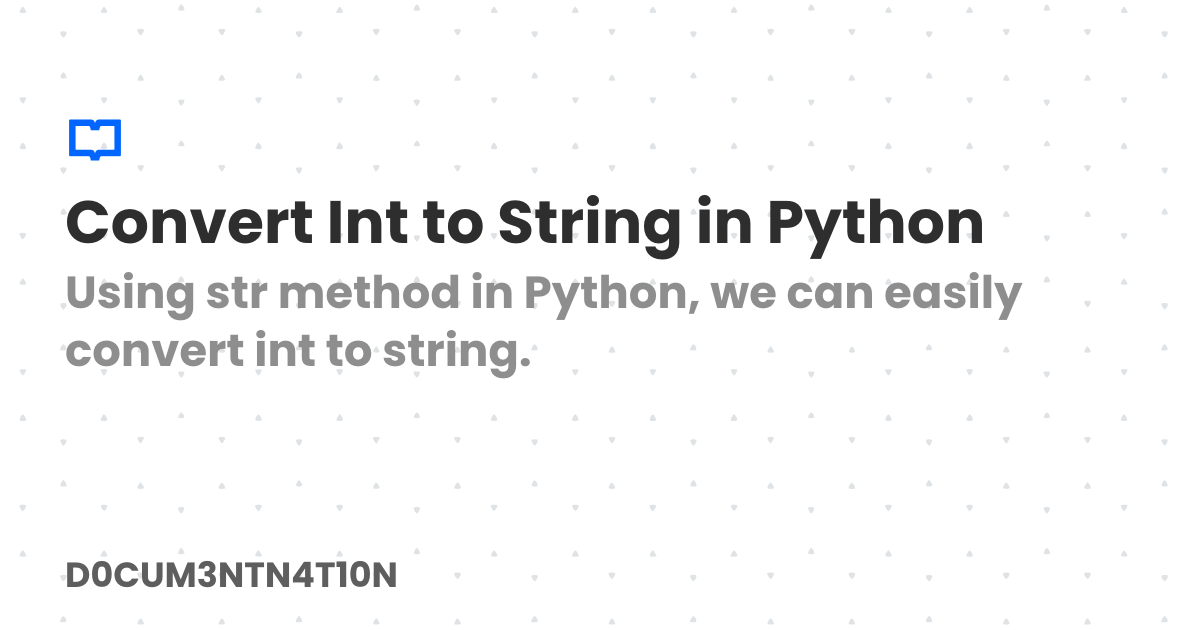 Convert Int to String in Python
Using str method in Python, we can easily
convert int to string.
D0CUM3NTN4T10N